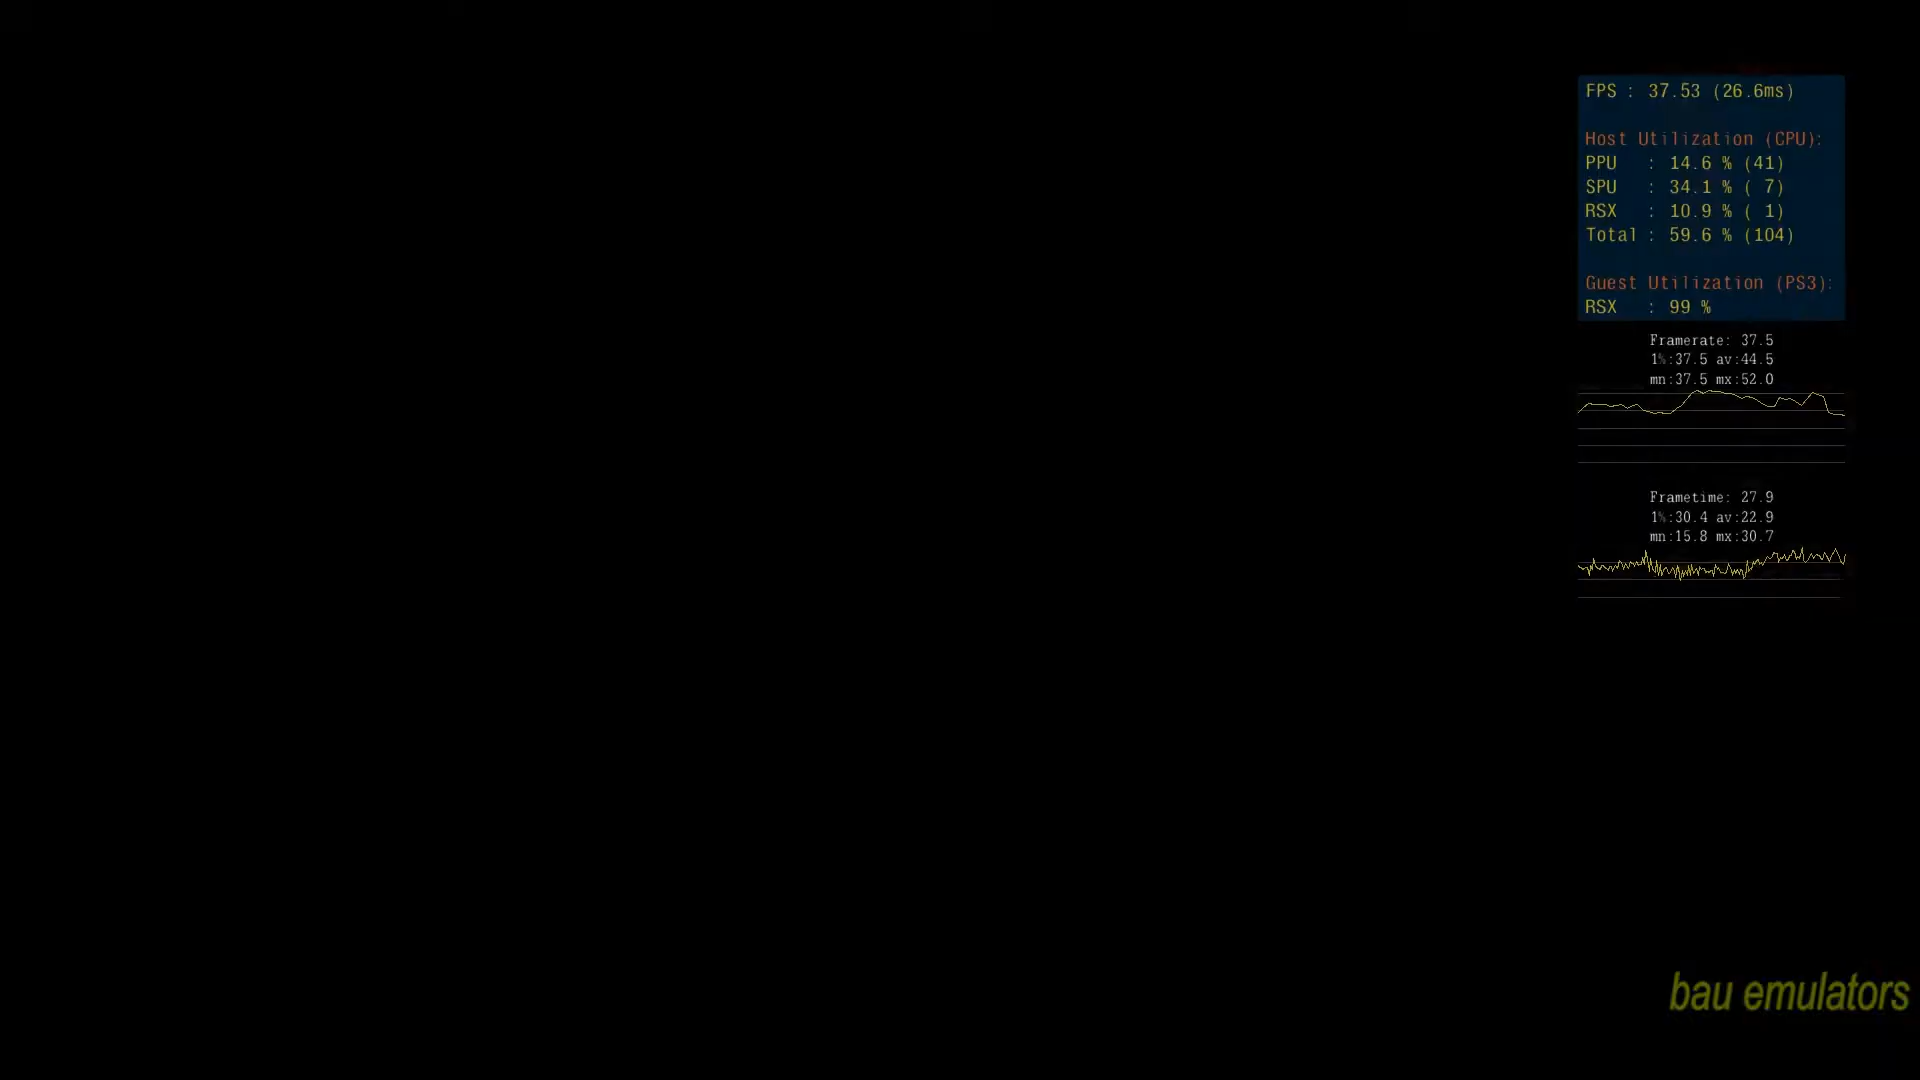 FPS : 37.53 (26.6ms)
Host Utilization (CPU):
PPU : 14.6 % (41)
SPU : 34.1 % ( 7)
RSX : 10.9 % ( 1)
Total : 59.6 % (104)
Guest Utilization (PS3):
RSX : 99 %
Framerate: 37.5
1%:37.5 av:44.5
mn:37.5 mx:52.0
Frametime: 27.9
1%:30.4 av:22.9
mn:15.8 mx:30.7
bau emulators